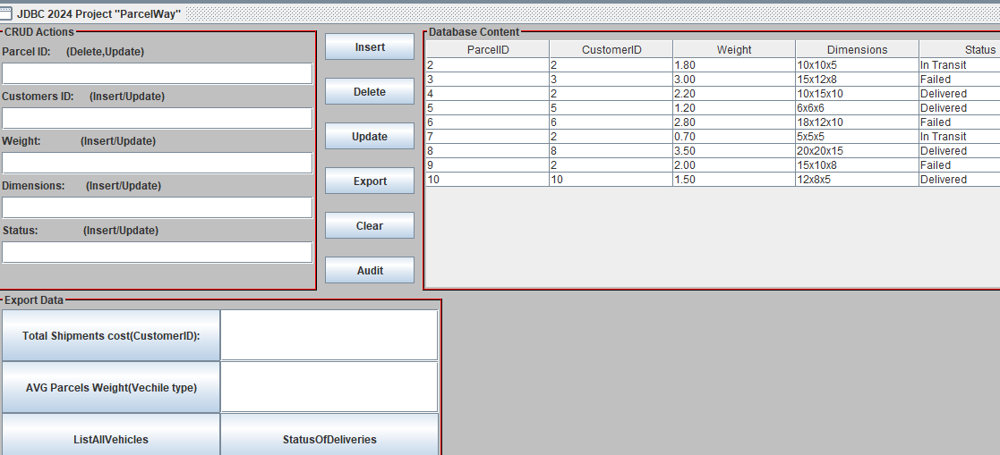 JDBC 2024 Project "ParcelWay"
CRUD Actions
Parcel ID: (Delete,Update)
Customers ID: (Insert/Update)
Weight: (Insert/Update)
Dimensions: (Insert/Update)
Status: (Insert/Update)
Insert
Delete
Update
Export
Clear
Audit
Database Content
ParcelID CustomerID Weight Dimensions Status
2 2 1.80 10x10x5 In Transit
3 3 3.00 15x12x8 Failed
4 2 2.20 10x15x10 Delivered
5 5 1.20 6x6x6 Delivered
6 6 2.80 18x12x10 Failed
7 2 0.70 5x5x5 In Transit
8 8 3.50 20x20x15 Delivered
9 2 2.00 15x10x8 Failed
10 10 1.50 12x8x5 Delivered
Export Data
Total Shipments cost(CustomerID):
AVG Parcels Weight(Vechile type)
ListAllVehicles StatusOfDeliveries